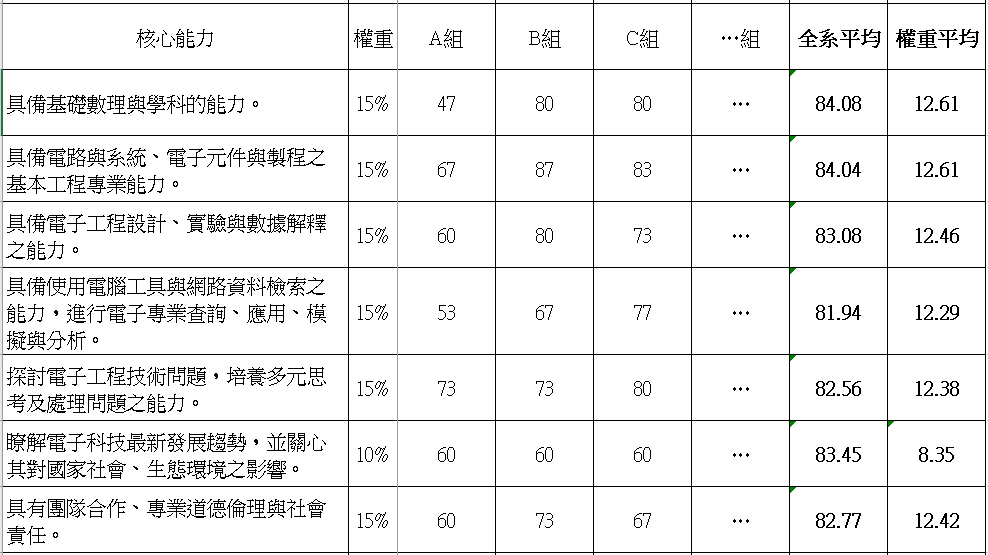 核心能力 權重 A組 B組 C組 …組 全系平均 權重平均
具備基礎數理與學科的能力。 15% 47 80 80 … 84.08 12.61
具備電路與系統、電子元件與製程之
基本工程專業能力。 15% 67 87 83 … 84.04 12.61
具備電子工程設計、實驗與數據解釋
之能力。 15% 60 80 73 … 83.08 12.46
具備使用電腦工具與網路資料檢索之
能力，進行電子專業查詢、應用、模
擬與分析。 15% 53 67 77 … 81.94 12.29
探討電子工程技術問題，培養多元思
考及處理問題之能力。 15% 73 73 80 … 82.56 12.38
瞭解電子科技最新發展趨勢，並關心
其對國家社會、生態環境之影響。 10% 60 60 60 … 83.45 8.35
具有團隊合作、專業道德倫理與社會
責任。 15% 60 73 67 … 82.77 12.42